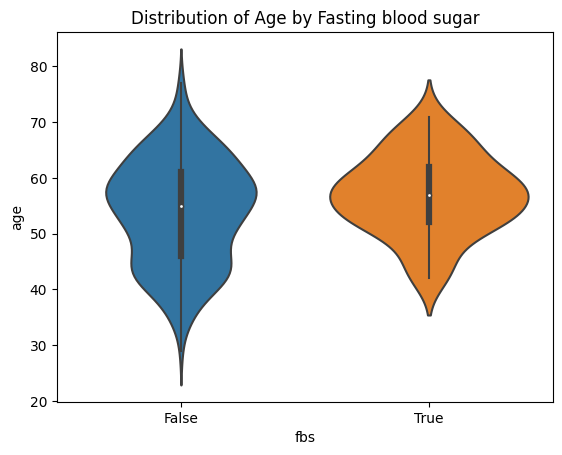 Distribution of Age by Fasting blood sugar
80
70
60
50
40
30
20
age
False
True
fbs